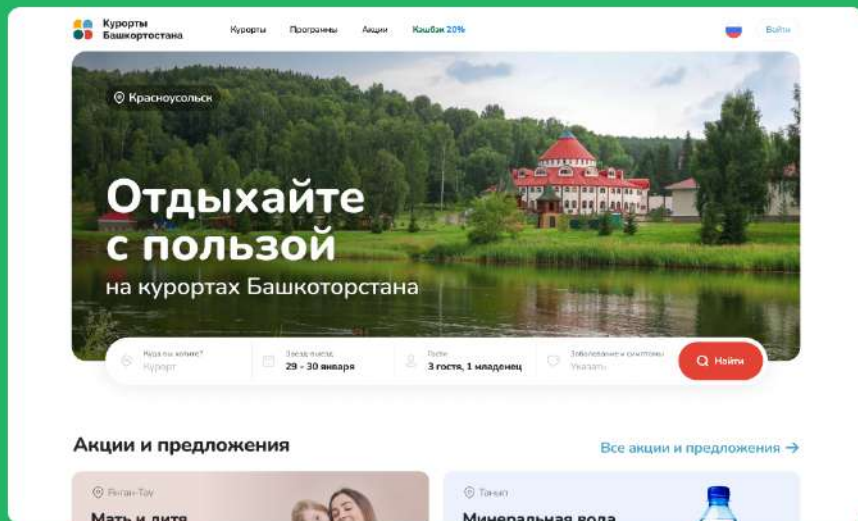 Курорты
Башкортостана
Курорты Программы Акции Кэшбэк 20% Войти
Красноусольск
Отдыхайте
с пользой
на курортах Башкоторстана
Куда вы хотите? Заезд, выезд Гости Заболевание и симптомы
Курорт 29 – 30 января 3 гостя, 1 младенец Указать Найти
Акции и предложения Все акции и предложения →
Янган-Тау Танып
Мать и дитя Минеральная вода